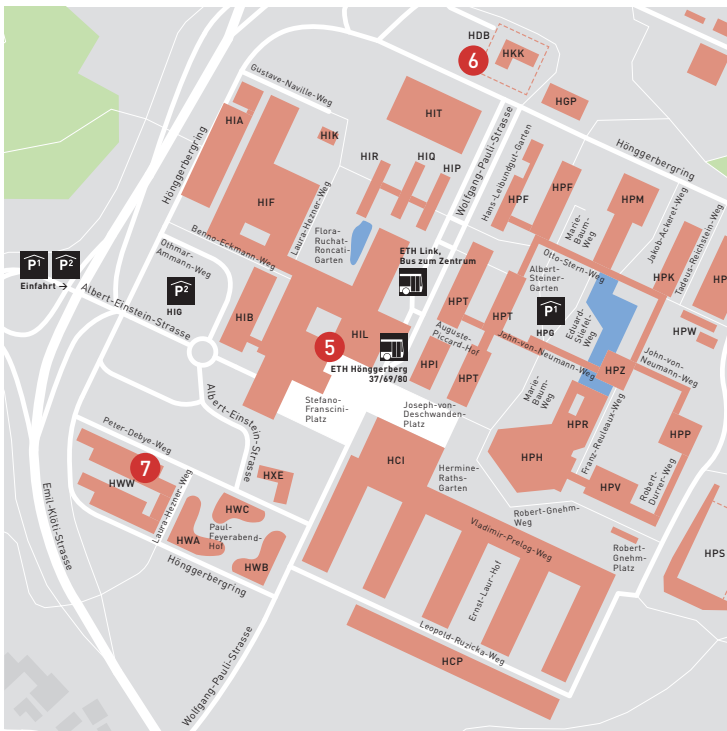 HDB
6
HKK
Gustave-Naville-Weg
HIT
HGP
HIA
HIK
Hönggerbergring
HIR
HIQ
HIP
Wolfgang-Pauli-Strasse
Hans-Leibundgut-Garten
HPF
HPF
HPM
Hönggerbergring
Jakob-Ackeret-Weg
Tadeus-Reichstein-Weg
HIF
Laura-Hezner-Weg
Flora-
Ruchat-
Roncati-
Garten
Marie-
Baum-
Weg
Benno-Eckmann-Weg
Othmar-
Ammann-Weg
ETH Link,
Bus zum Zentrum
Otto-Stern-Weg
Albert-
Steiner-
Garten
P1
P2
Einfahrt →
P2
HIG
Albert-Einstein-Strasse
HPK
HP
HPT
HPT
P1
HPG
Eduard-
Stiefel-
Weg
HPW
HIB
HIL
5
ETH Hönggerberg
37/69/80
Auguste-
Piccard-Hof
HPI
HPT
John-von-Neumann-Weg
HPZ
John-von-
Neumann-Weg
Albert-Einstein-Strasse
Stefano-
Franscini-
Platz
Joseph-von-
Deschwanden-
Platz
Marie-
Baum-
Weg
HPR
Franz-Reuleaux-Weg
HPP
Peter-Debye-Weg
7
HWW
HXE
HCI
Hermine-
Raths-
Garten
HPH
HPV
Robert-
Durrer-Weg
Laura-Hezner-Weg
HWC
Paul-
Feyerabend-
Hof
HWA
HWB
Robert-Gnehm-
Weg
Vladimir-Prelog-Weg
Robert-
Gnehm-
Platz
HPS
Emil-Klöti-Strasse
Hönggerbergring
Ernst-Laur-Hof
Leopold-Ruzicka-Weg
HCP
Wolfgang-Pauli-Strasse